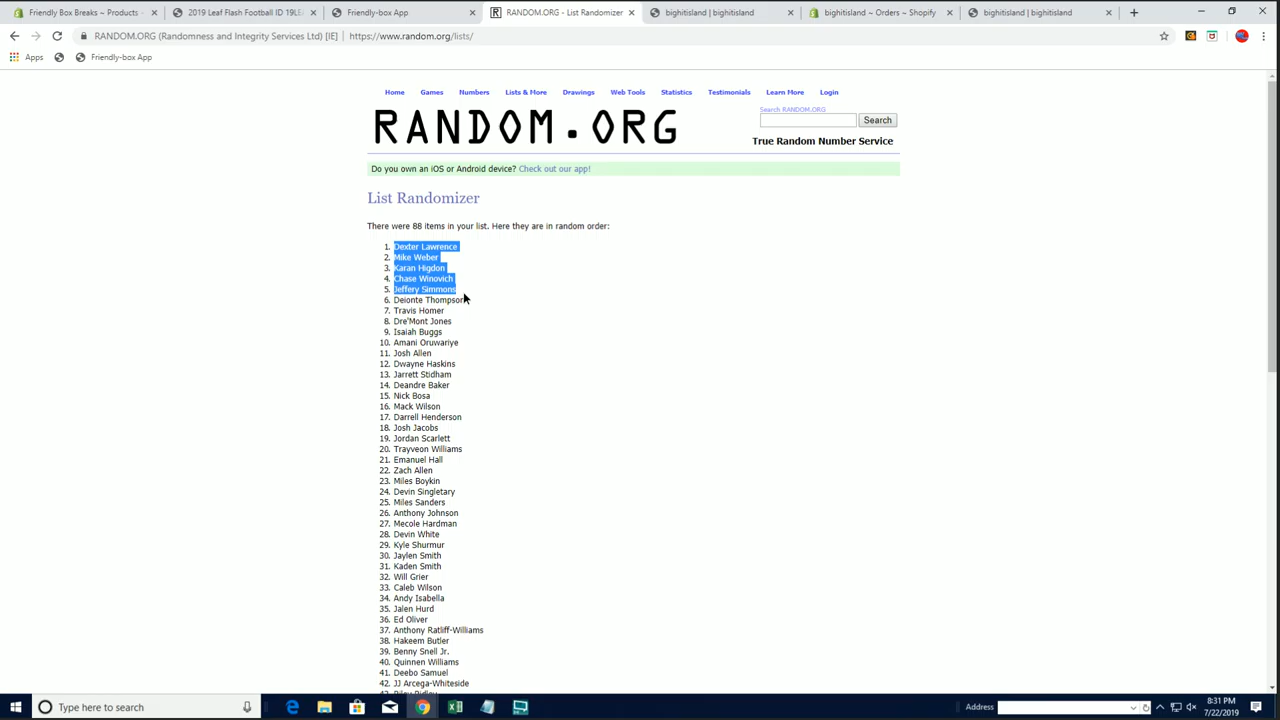 Friendly Box Breaks ~ Products -
2019 Leaf Flash Football ID 19LE
Friendly-box App
RANDOM.ORG - List Randomizer
bighitisland | bighitisland
bighitisland ~ Orders ~ Shopify
bighitisland | bighitisland
RANDOM.ORG (Randomness and Integrity Services Ltd) [IE] | https://www.random.org/lists/
Apps
Friendly-box App
Home Games Numbers Lists & More Drawings Web Tools Statistics Testimonials Learn More Login
Search RANDOM.ORG
RANDOM.ORG
Search
True Random Number Service
Do you own an iOS or Android device? Check out our app!
List Randomizer
There were 88 items in your list. Here they are in random order:
1. Dexter Lawrence
2. Mike Weber
3. Karan Higdon
4. Chase Winovich
5. Jeffery Simmons
6. Deionte Thompson
7. Travis Homer
8. Dre'Mont Jones
9. Isaiah Buggs
10. Amani Oruwariye
11. Josh Allen
12. Dwayne Haskins
13. Jarrett Stidham
14. Deandre Baker
15. Nick Bosa
16. Mack Wilson
17. Darrell Henderson
18. Josh Jacobs
19. Jordan Scarlett
20. Trayveon Williams
21. Emanuel Hall
22. Zach Allen
23. Miles Boykin
24. Devin Singletary
25. Miles Sanders
26. Anthony Johnson
27. Mecole Hardman
28. Devin White
29. Kyle Shurmur
30. Jaylen Smith
31. Kaden Smith
32. Will Grier
33. Caleb Wilson
34. Andy Isabella
35. Jalen Hurd
36. Ed Oliver
37. Anthony Ratliff-Williams
38. Hakeem Butler
39. Benny Snell Jr.
40. Quinnen Williams
41. Deebo Samuel
42. JJ Arcega-Whiteside
Type here to search
Address
8:31 PM
7/22/2019